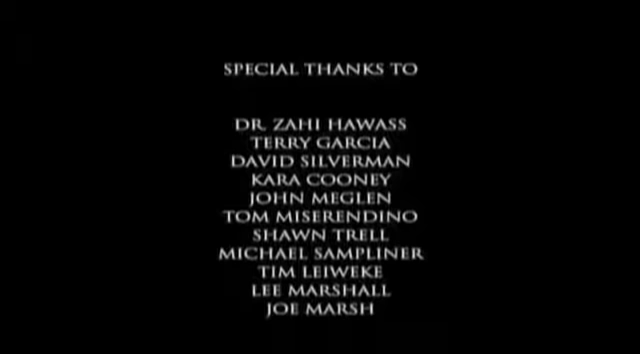 SPECIAL THANKS TO
DR. ZAHI HAWASS
TERRY GARCIA
DAVID SILVERMAN
KARA COONEY
JOHN MEGLEN
TOM MISERENDINO
SHAWN TRELL
MICHAEL SAMPLINER
TIM LEIWEKE
LEE MARSHALL
JOE MARSH